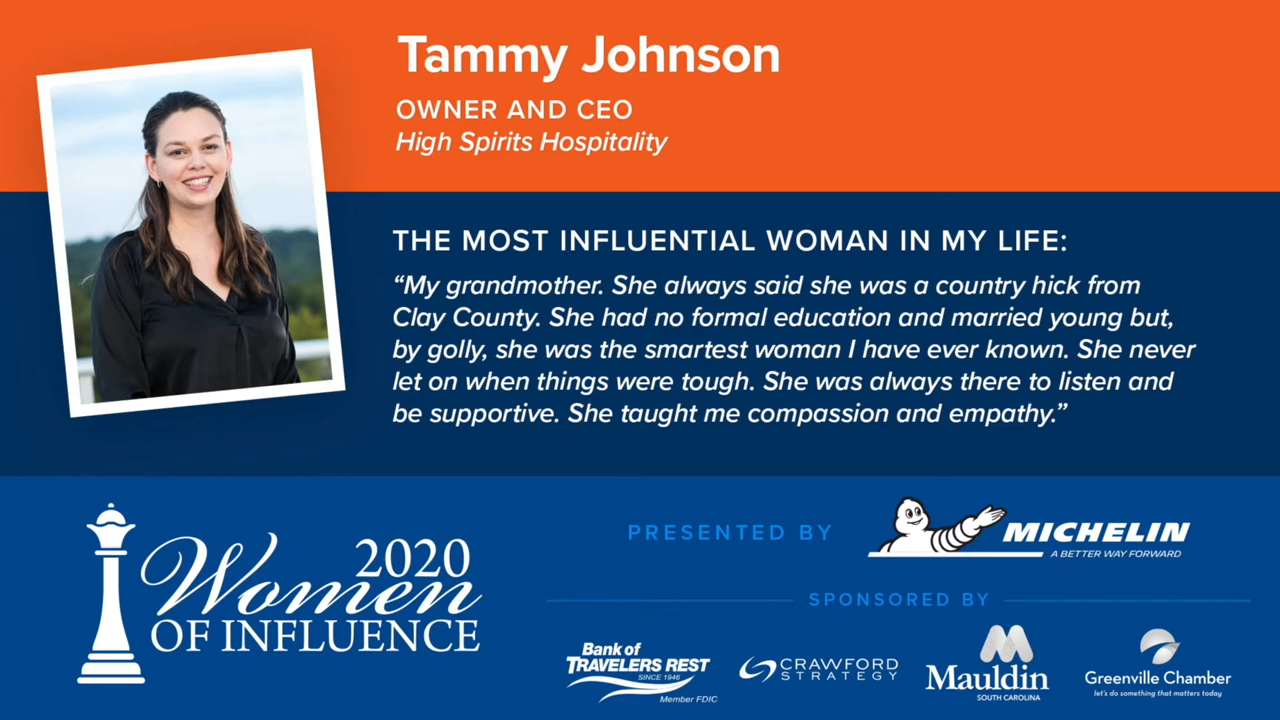 Tammy Johnson
OWNER AND CEO
High Spirits Hospitality
THE MOST INFLUENTIAL WOMAN IN MY LIFE:
“My grandmother. She always said she was a country hick from
Clay County. She had no formal education and married young but,
by golly, she was the smartest woman I have ever known. She never
let on when things were tough. She was always there to listen and
be supportive. She taught me compassion and empathy.”
2020
Women
OF INFLUENCE
PRESENTED BY
MICHELIN
A BETTER WAY FORWARD
SPONSORED BY
Bank of
TRAVELERS REST
SINCE 1946
Member FDIC
CRAWFORD
STRATEGY
Mauldin
SOUTH CAROLINA
Greenville Chamber
let's do something that matters today